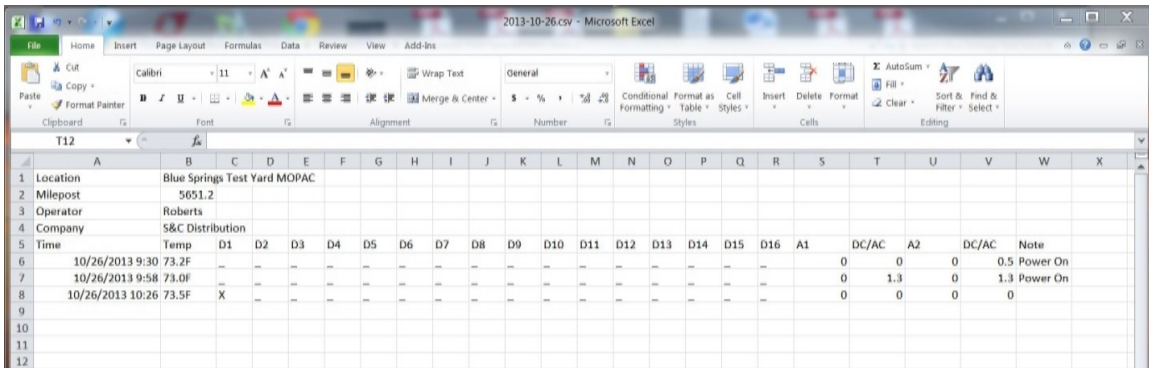 2013-10-26.csv - Microsoft Excel
File Home Insert Page Layout Formulas Data Review View Add-Ins
Cut
Copy
Format Painter
Paste
Clipboard
Calibri 11 A A
B I U A
Font
Wrap Text
Merge & Center
Alignment
General
$ % ,
Number
Conditional Formatting
Format as Table
Cell Styles
Styles
Insert Delete Format
Cells
Σ AutoSum
Fill
Clear
Sort & Filter
Find & Select
Editing
T12 fx
A B C D E F G H I J K L M N O P Q R S T U V W X
1 Location Blue Springs Test Yard MOPAC
2 Milepost 5651.2
3 Operator Roberts
4 Company S&C Distribution
5 Time Temp D1 D2 D3 D4 D5 D6 D7 D8 D9 D10 D11 D12 D13 D14 D15 D16 A1 DC/AC A2 DC/AC Note
6 10/26/2013 9:30 73.2F _ _ _ _ _ _ _ _ _ _ _ _ _ _ _ _ 0 0 0 0.5 Power On
7 10/26/2013 9:58 73.0F _ _ _ _ _ _ _ _ _ _ _ _ _ _ _ _ 0 1.3 0 1.3 Power On
8 10/26/2013 10:26 73.5F X _ _ _ _ _ _ _ _ _ _ _ _ _ _ _ 0 0 0 0
9
10
11
12